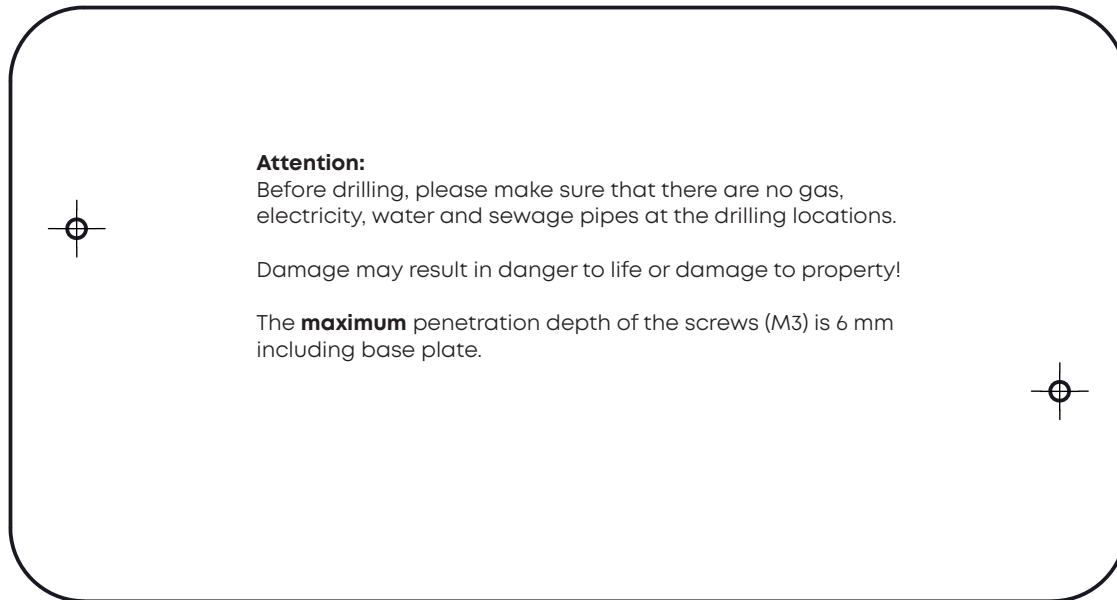 Attention:
Before drilling, please make sure that there are no gas,
electricity, water and sewage pipes at the drilling locations.
Damage may result in danger to life or damage to property!
The maximum penetration depth of the screws (M3) is 6 mm
including base plate.